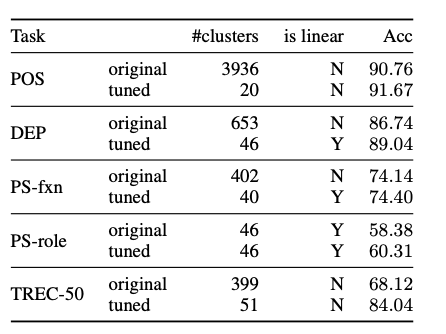 Task #clusters is linear Acc
POS original 3936 N 90.76
tuned 20 N 91.67
DEP original 653 N 86.74
tuned 46 Y 89.04
PS-fxn original 402 N 74.14
tuned 40 Y 74.40
PS-role original 46 Y 58.38
tuned 46 Y 60.31
TREC-50 original 399 N 68.12
tuned 51 N 84.04